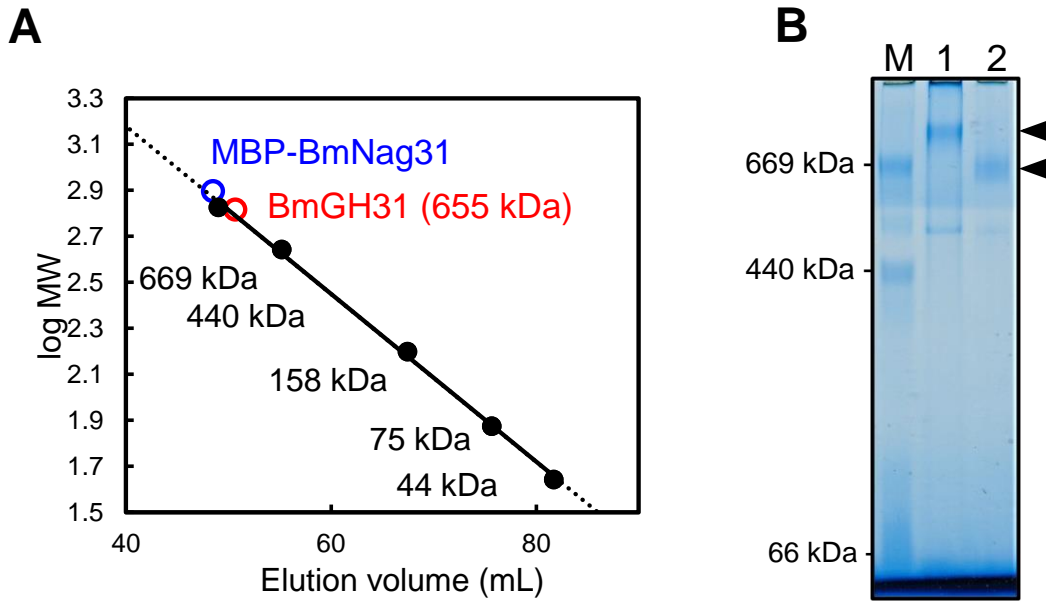 A
3.3
3.1
2.9
2.7
2.5
2.3
2.1
1.9
1.7
1.5
log MW
MBP-BmNag31
BmGH31 (655 kDa)
669 kDa
440 kDa
158 kDa
75 kDa
44 kDa
40
60
80
Elution volume (mL)
B
M 1 2
669 kDa
440 kDa
66 kDa